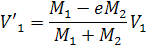 V'₁ = (M₁ − eM₂)/(M₁ + M₂) V₁